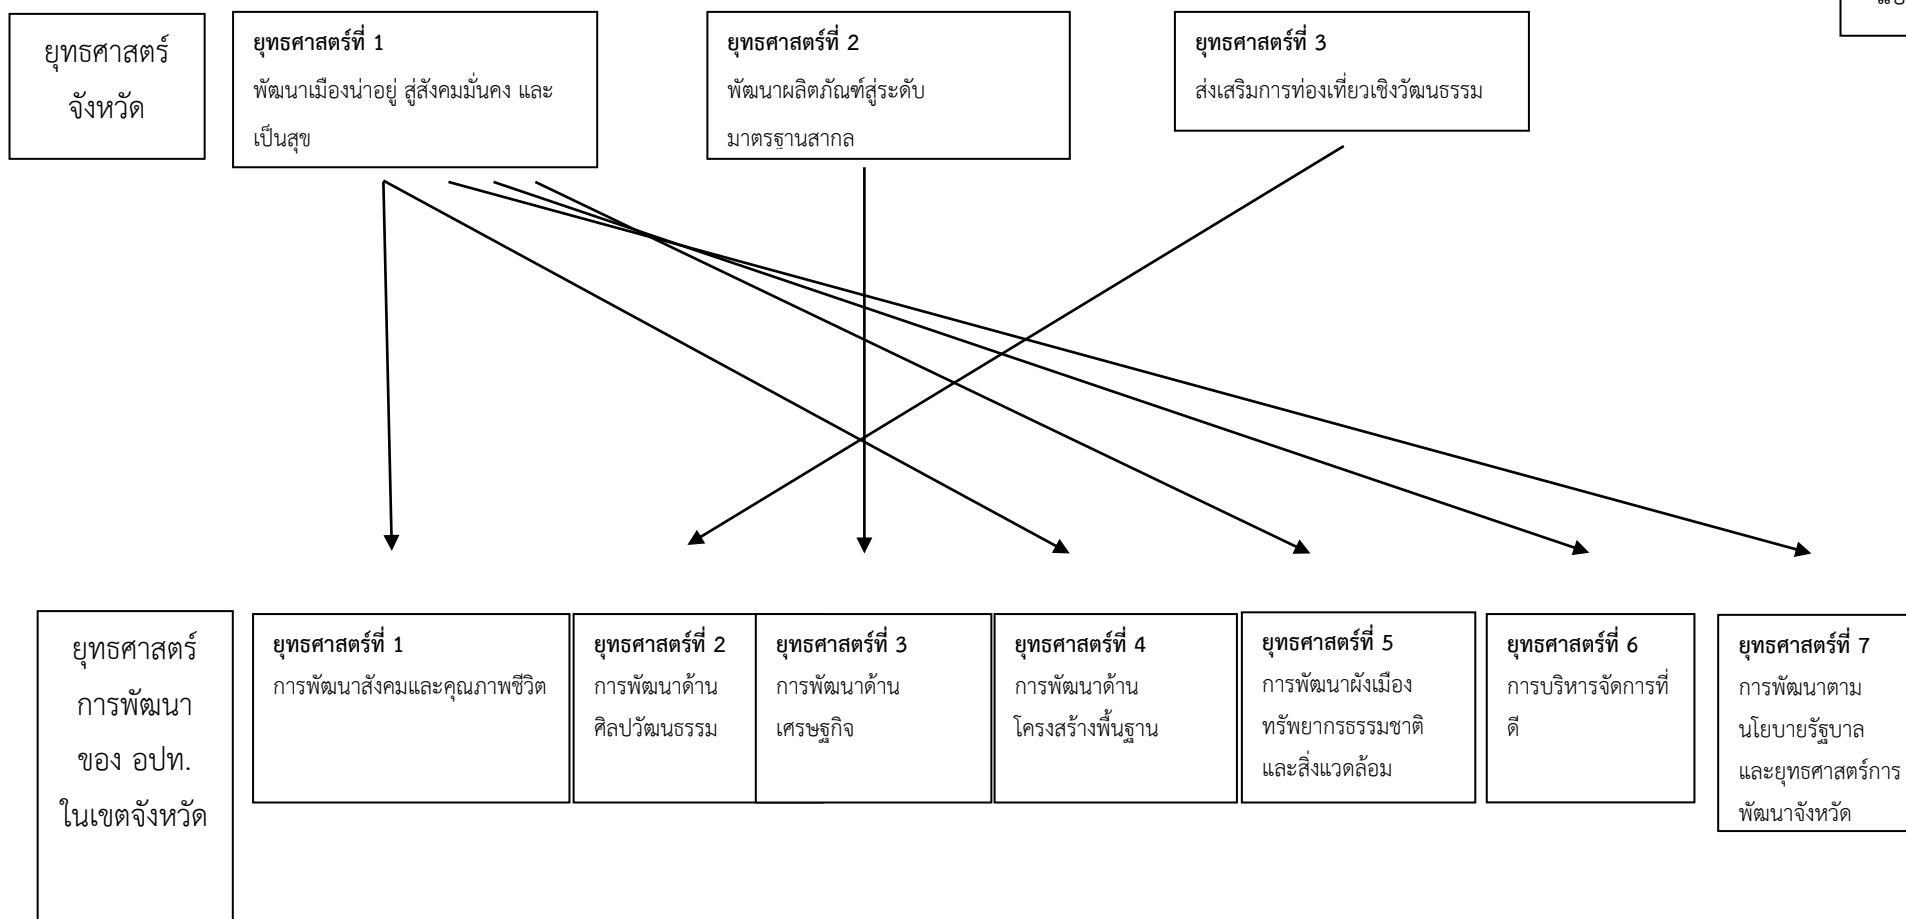 ยุทธศาสตร์
จังหวัด
ยุทธศาสตร์ที่ 1
พัฒนาเมืองน่าอยู่ สู่สังคมมั่นคง และ
เป็นสุข
ยุทธศาสตร์ที่ 2
พัฒนาผลิตภัณฑ์สู่ระดับ
มาตรฐานสากล
ยุทธศาสตร์ที่ 3
ส่งเสริมการท่องเที่ยวเชิงวัฒนธรรม
ยุทธศาสตร์
การพัฒนา
ของ อปท.
ในเขตจังหวัด
ยุทธศาสตร์ที่ 1
การพัฒนาสังคมและคุณภาพชีวิต
ยุทธศาสตร์ที่ 2
การพัฒนาด้าน
ศิลปวัฒนธรรม
ยุทธศาสตร์ที่ 3
การพัฒนาด้าน
เศรษฐกิจ
ยุทธศาสตร์ที่ 4
การพัฒนาด้าน
โครงสร้างพื้นฐาน
ยุทธศาสตร์ที่ 5
การพัฒนาผังเมือง
ทรัพยากรธรรมชาติ
และสิ่งแวดล้อม
ยุทธศาสตร์ที่ 6
การบริหารจัดการที่
ดี
ยุทธศาสตร์ที่ 7
การพัฒนาตาม
นโยบายรัฐบาล
และยุทธศาสตร์การ
พัฒนาจังหวัด